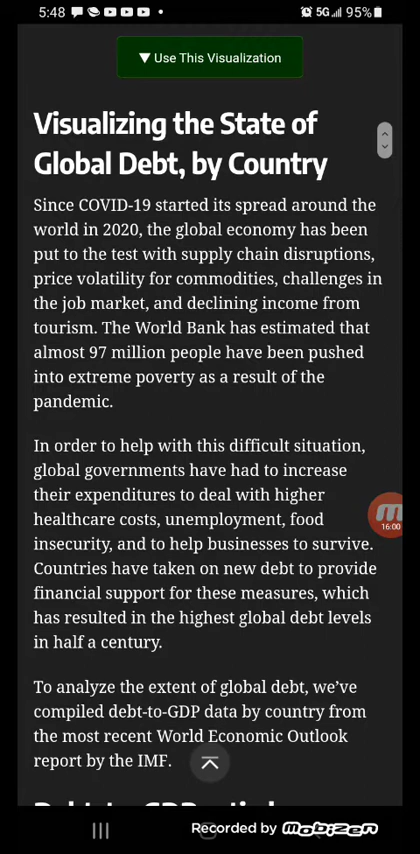 5:48
5G 95%
▼ Use This Visualization
Visualizing the State of
Global Debt, by Country
Since COVID-19 started its spread around the
world in 2020, the global economy has been
put to the test with supply chain disruptions,
price volatility for commodities, challenges in
the job market, and declining income from
tourism. The World Bank has estimated that
almost 97 million people have been pushed
into extreme poverty as a result of the
pandemic.
In order to help with this difficult situation,
global governments have had to increase
their expenditures to deal with higher
healthcare costs, unemployment, food
insecurity, and to help businesses to survive.
Countries have taken on new debt to provide
financial support for these measures, which
has resulted in the highest global debt levels
in half a century.
16:00
To analyze the extent of global debt, we've
compiled debt-to-GDP data by country from
the most recent World Economic Outlook
report by the IMF.
Recorded by Mobizen